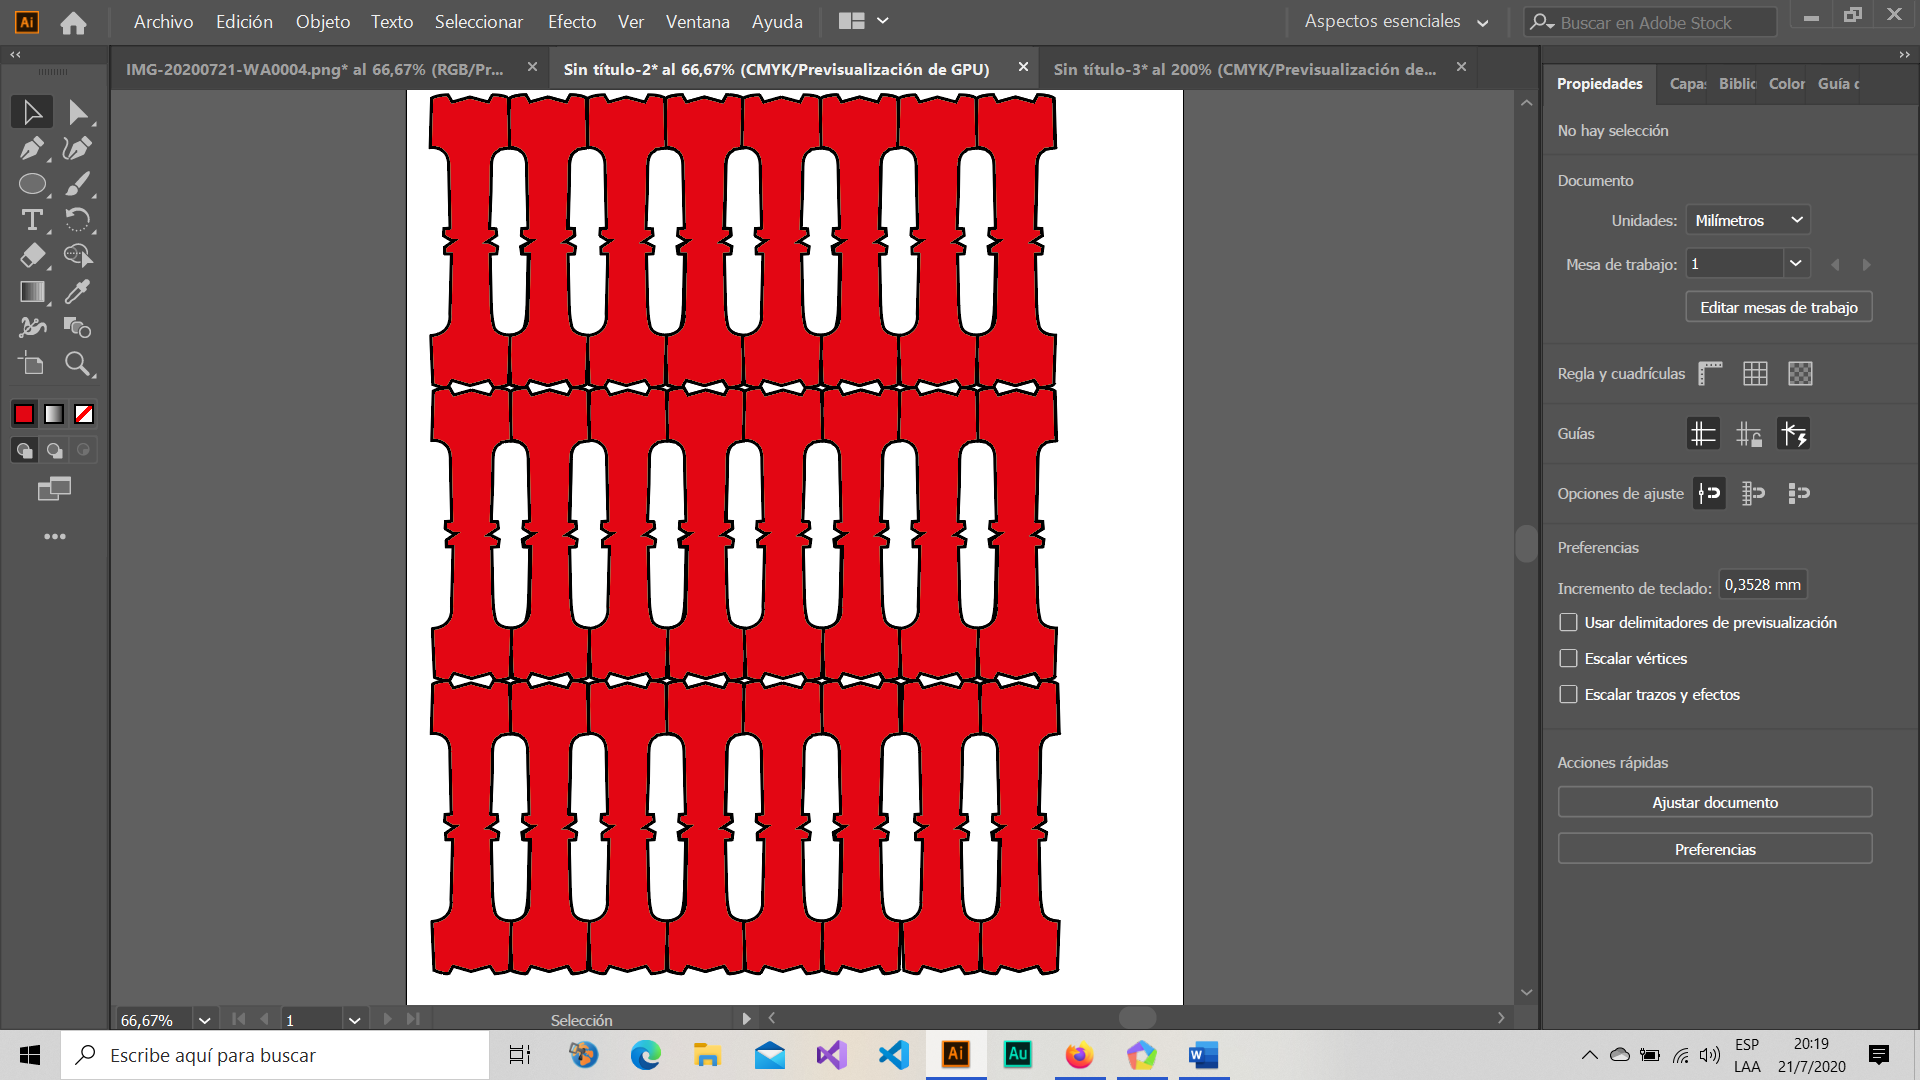 Ai Archivo Edición Objeto Texto Seleccionar Efecto Ver Ventana Ayuda Aspectos esenciales Buscar en Adobe Stock
IMG-20200721-WA0004.png* al 66,67% (RGB/Pr... Sin título-2* al 66,67% (CMYK/Previsualización de GPU) Sin título-3* al 200% (CMYK/Previsualización de...
Propiedades Capas Biblic Color Guía c
No hay selección
Documento
Unidades: Milímetros
Mesa de trabajo: 1
Editar mesas de trabajo
Regla y cuadrículas
Guías
Opciones de ajuste
Preferencias
Incremento de teclado: 0,3528 mm
Usar delimitadores de previsualización
Escalar vértices
Escalar trazos y efectos
Acciones rápidas
Ajustar documento
Preferencias
66,67% 1 Selección
Escribe aquí para buscar
Ai Au W
ESP
LAA
20:19
21/7/2020